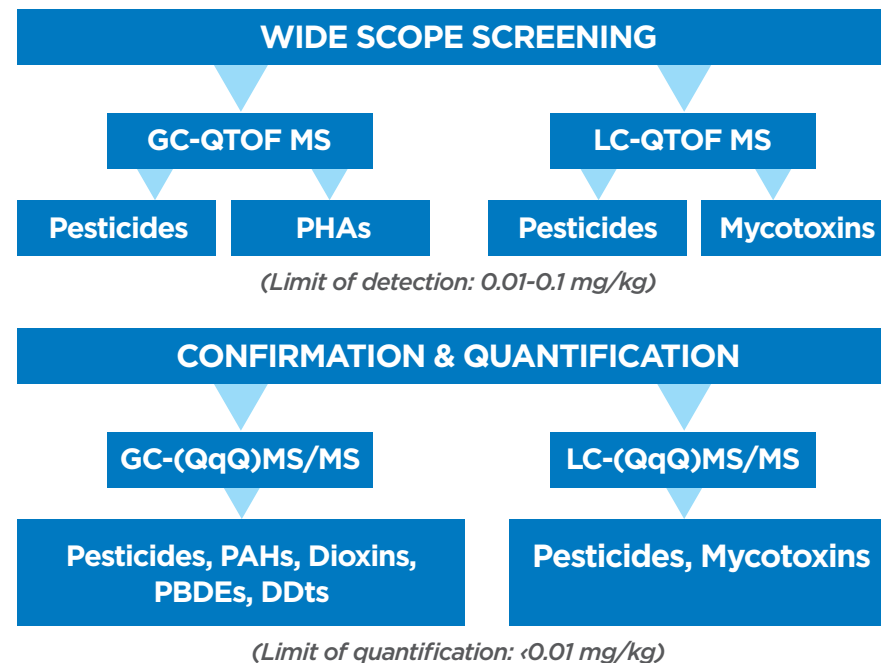 WIDE SCOPE SCREENING
GC-QTOF MS
LC-QTOF MS
Pesticides
PHAs
Pesticides
Mycotoxins
(Limit of detection: 0.01-0.1 mg/kg)
CONFIRMATION & QUANTIFICATION
GC-(QqQ)MS/MS
LC-(QqQ)MS/MS
Pesticides, PAHs, Dioxins,
PBDEs, DDts
Pesticides, Mycotoxins
(Limit of quantification: ‹0.01 mg/kg)